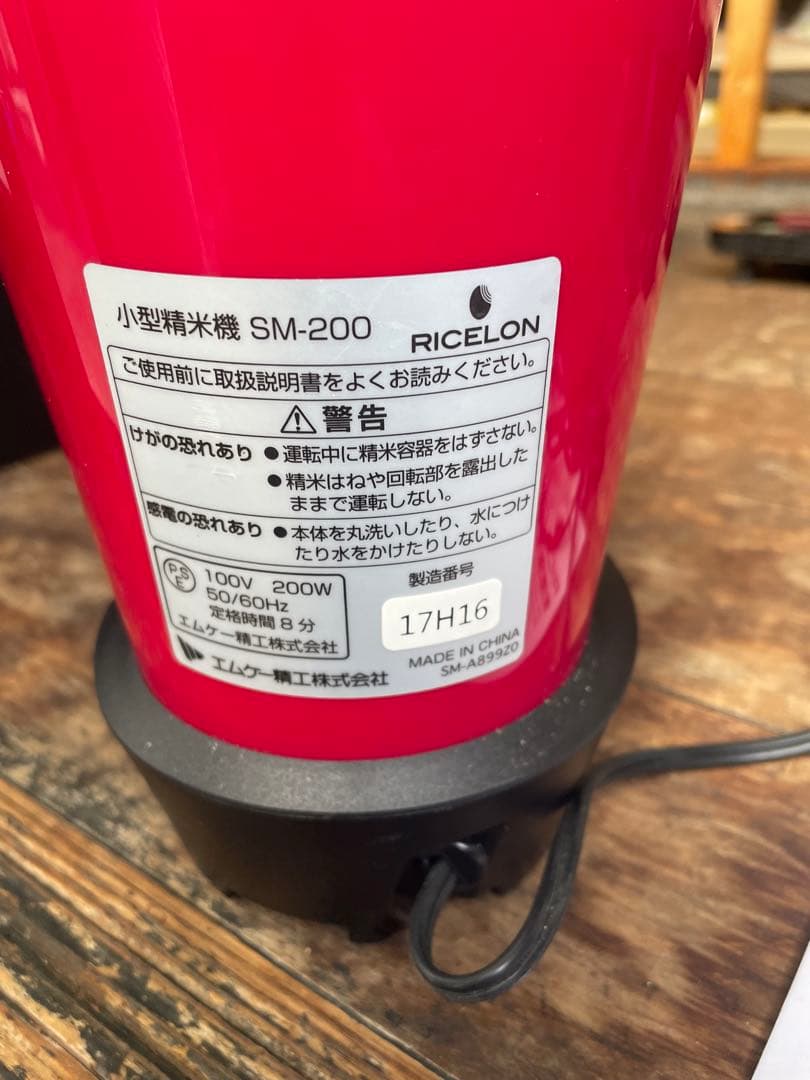 小型精米機 SM-200
RICELON
ご使用前に取扱説明書をよくお読みください。
警告
けがの恐れあり
●運転中に精米容器をはずさない。
●精米はねや回転部を露出した
ままで運転しない。
感電の恐れあり
●本体を丸洗いしたり、水につけ
たり水をかけたりしない。
PSE
100V 200W
50/60Hz
定格時間 8 分
エムケー精工株式会社
製造番号
17H16
エムケー精工株式会社
MADE IN CHINA
SM-A899Z0